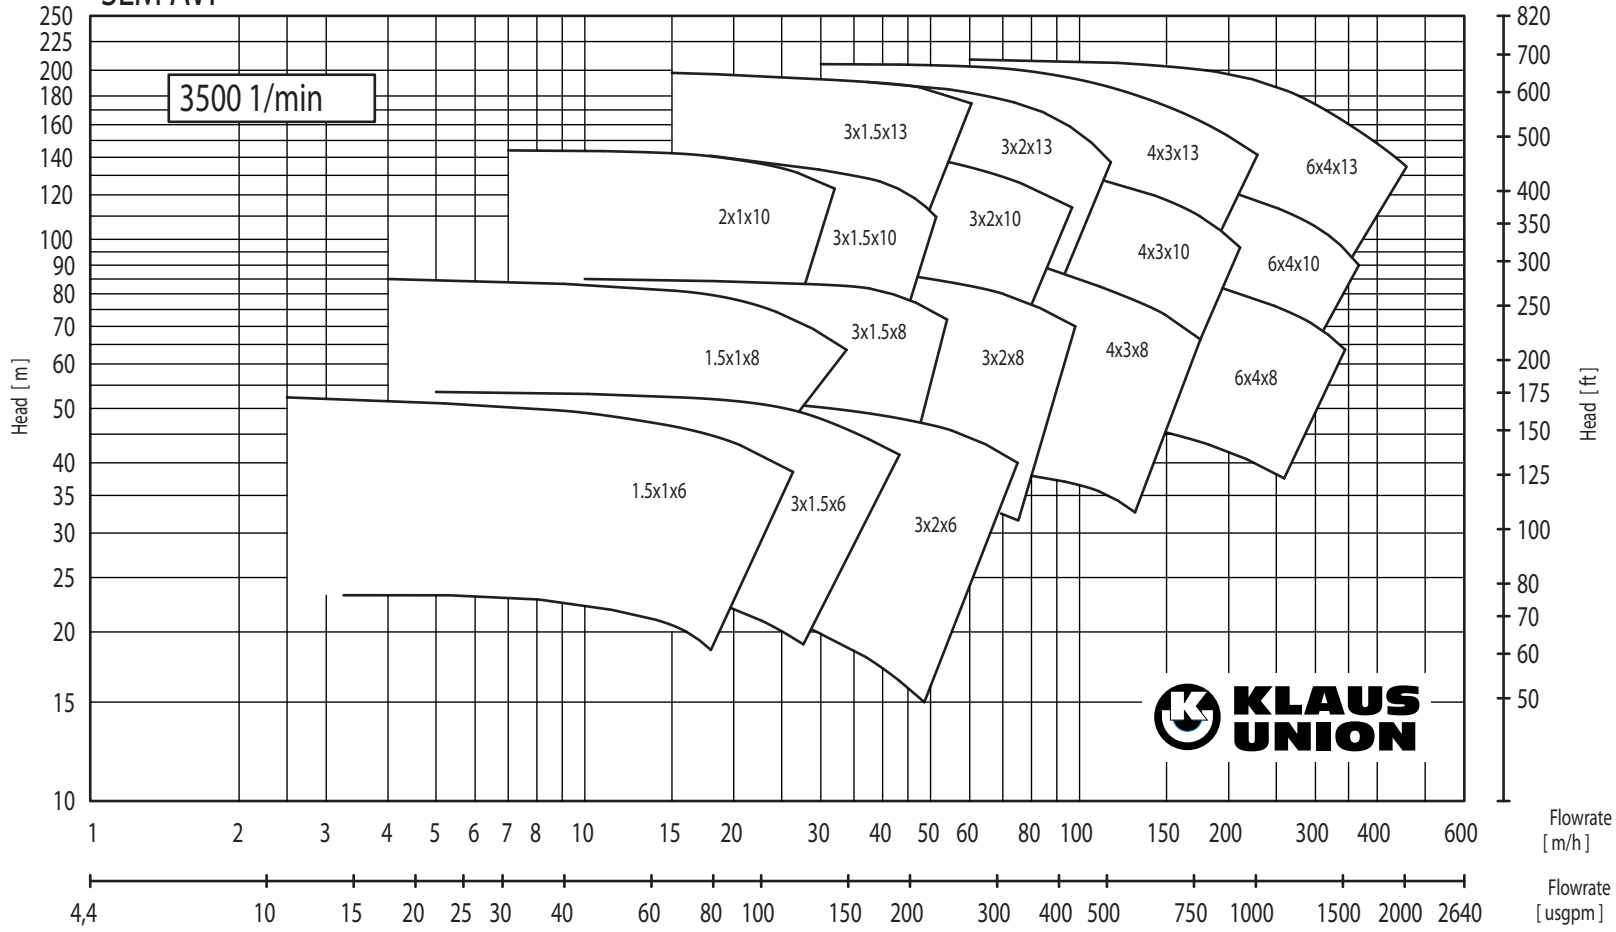 250
225
200
180
160
140
120
100
90
80
70
60
50
40
35
30
25
20
15
10
Head [ m ]
3500 1/min
3x1.5x13
3x2x13
4x3x13
6x4x13
2x1x10
3x1.5x10
3x2x10
4x3x10
6x4x10
1.5x1x8
3x1.5x8
3x2x8
4x3x8
6x4x8
1.5x1x6
3x1.5x6
3x2x6
KLAUS
UNION
820
700
600
500
400
350
300
250
200
175
150
125
100
80
70
60
50
Head [ ft ]
1 2 3 4 5 6 7 8 10 15 20 30 40 50 60 80 100 150 200 300 400 600
Flowrate
[ m/h ]
4,4 10 15 20 25 30 40 60 80 100 150 200 300 400 500 750 1000 1500 2000 2640
Flowrate
[ usgpm ]